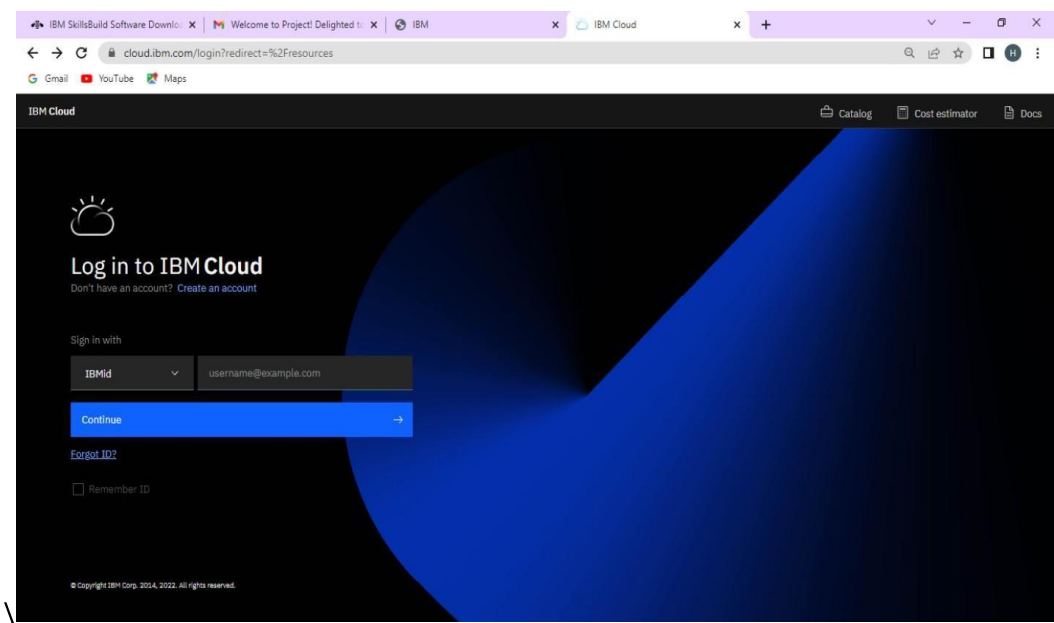 IBM SkillsBuild Software Downlo
Welcome to Project! Delighted to
IBM
IBM Cloud
cloud.ibm.com/login?redirect=%2Fresources
H
Gmail YouTube Maps
IBM Cloud Catalog Cost estimator Docs
Log in to IBM Cloud
Don't have an account? Create an account
Sign in with
IBMid username@example.com
Continue →
Forgot ID?
Remember ID
© Copyright IBM Corp. 2014, 2022. All rights reserved.
\